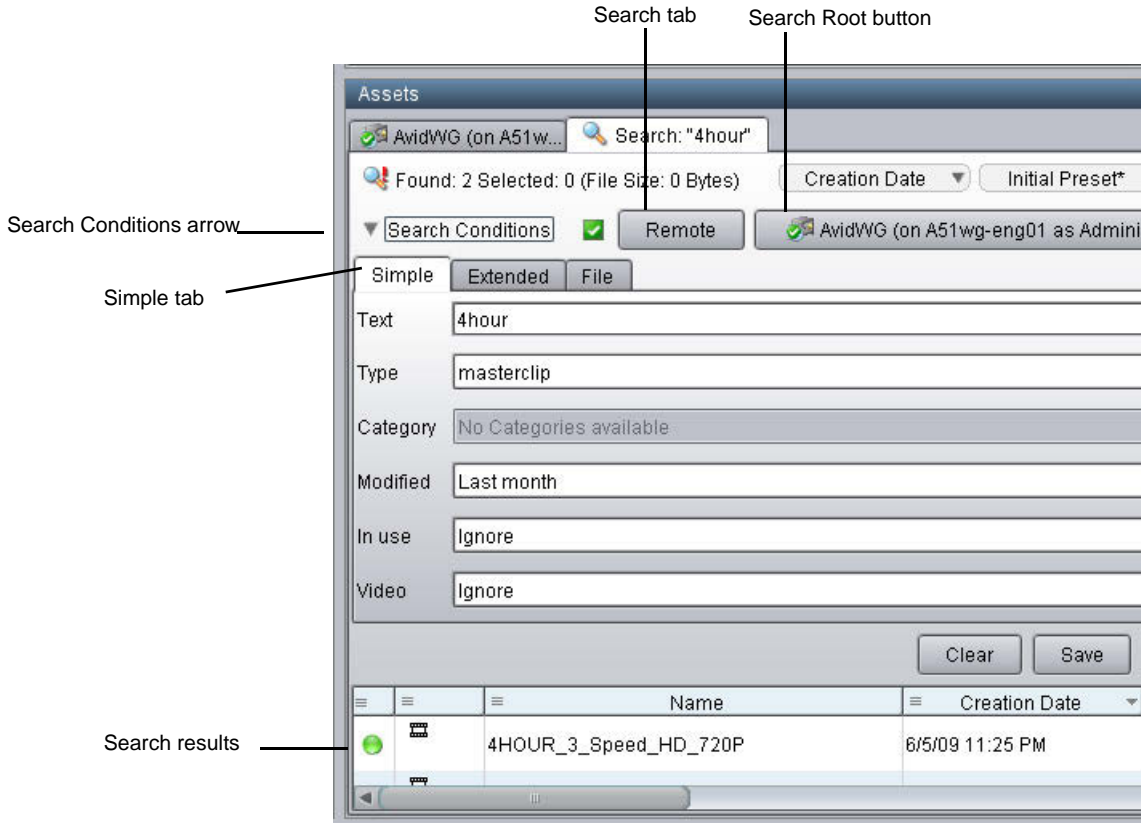 Search tab
Search Root button
Assets
AvidWG (on A51w...
Search: "4hour"
Found: 2 Selected: 0 (File Size: 0 Bytes)
Creation Date
Initial Preset*
Search Conditions arrow
Search Conditions
Remote
AvidWG (on A51wg-eng01 as Admini
Simple tab
Simple
Extended
File
Text
4hour
Type
masterclip
Category
No Categories available
Modified
Last month
In use
Ignore
Video
Ignore
Clear
Save
Name
Creation Date
Search results
4HOUR_3_Speed_HD_720P
6/5/09 11:25 PM